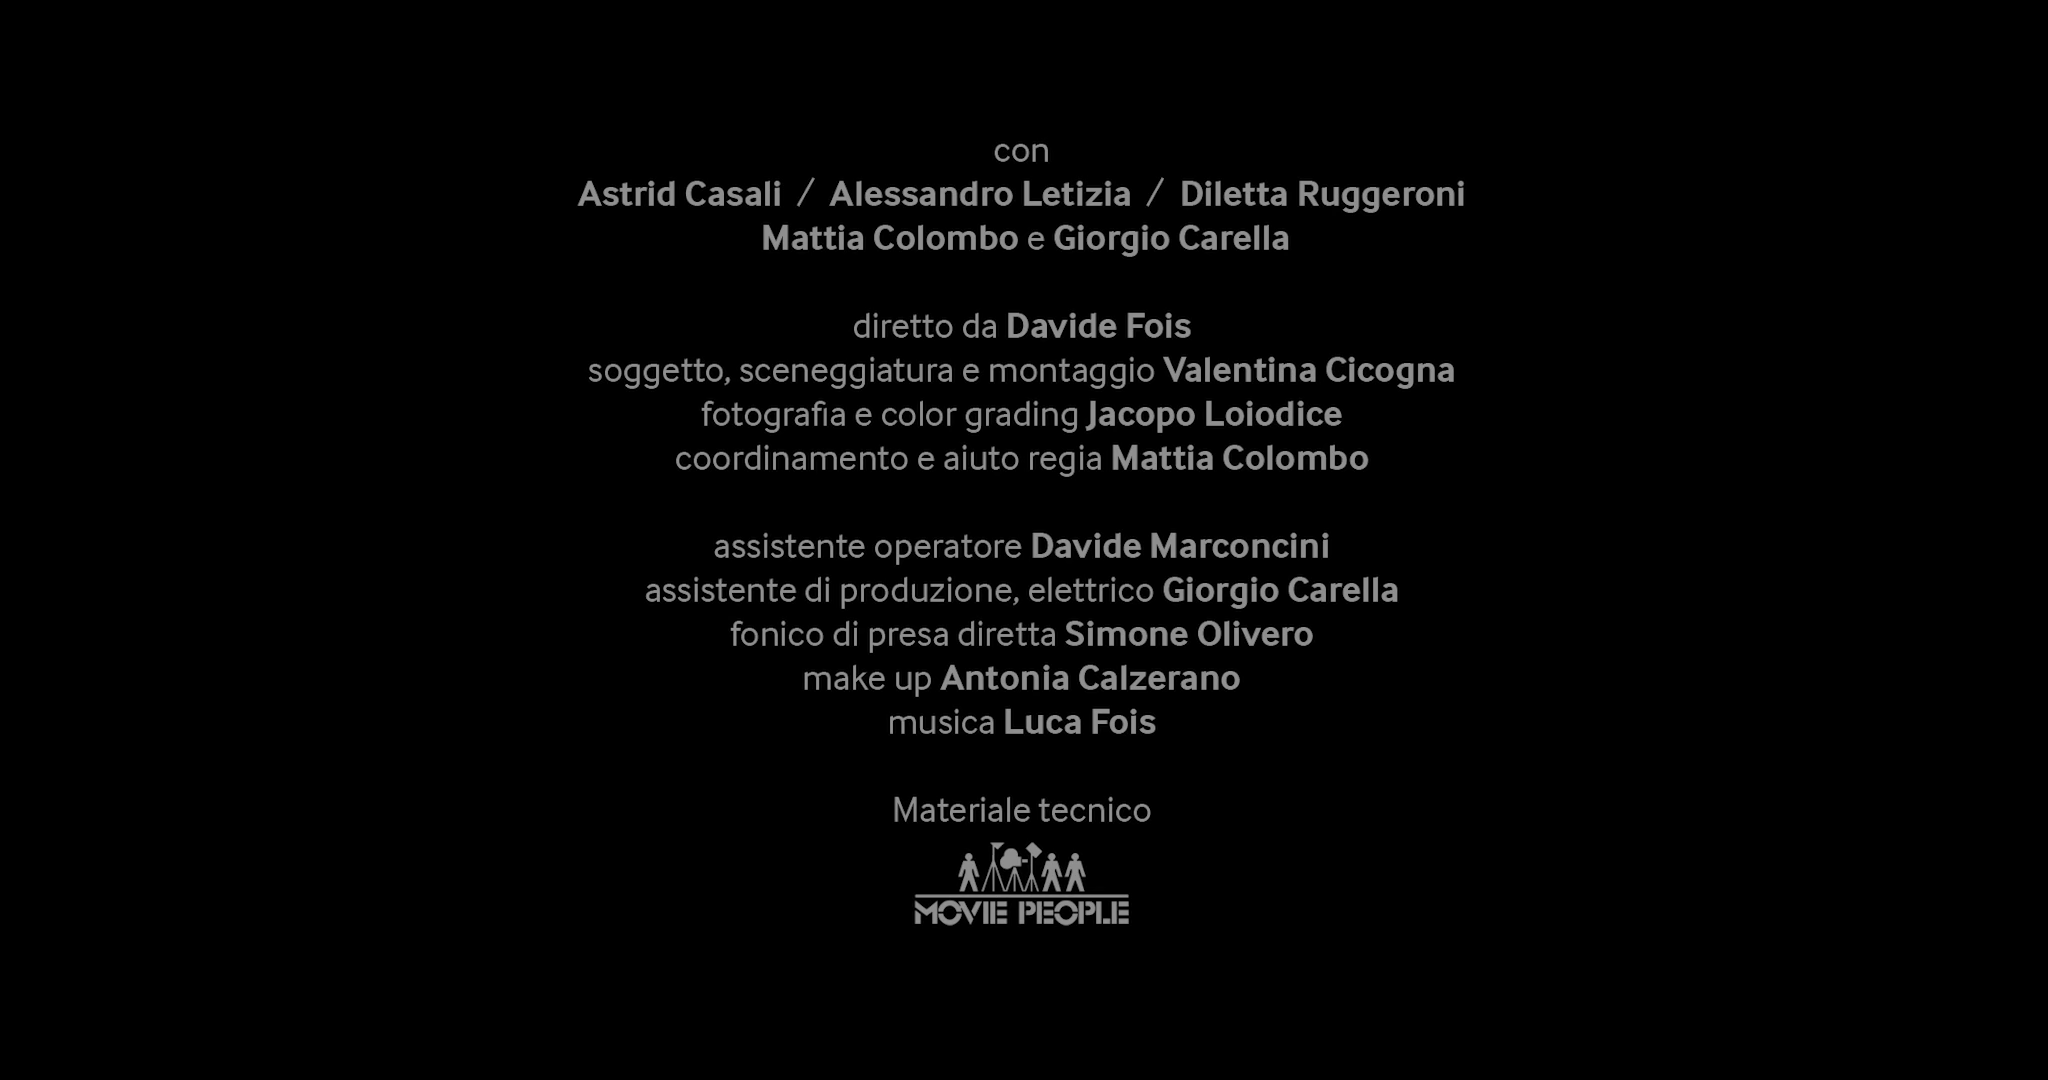 con
Astrid Casali / Alessandro Letizia / Diletta Ruggeroni
Mattia Colombo e Giorgio Carella
diretto da Davide Fois
soggetto, sceneggiatura e montaggio Valentina Cicogna
fotografia e color grading Jacopo Loiodice
coordinamento e aiuto regia Mattia Colombo
assistente operatore Davide Marconcini
assistente di produzione, elettrico Giorgio Carella
fonico di presa diretta Simone Olivero
make up Antonia Calzerano
musica Luca Fois
Materiale tecnico
MOVIE PEOPLE